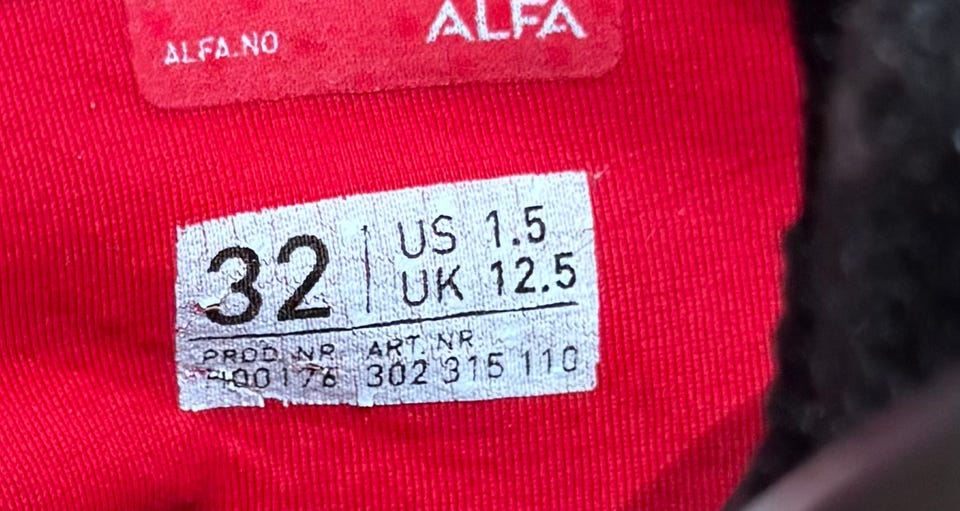 ALFA
ALFA.NO
32
US 1.5
UK 12.5
PROD. NR. ART. NR.
302 315 110